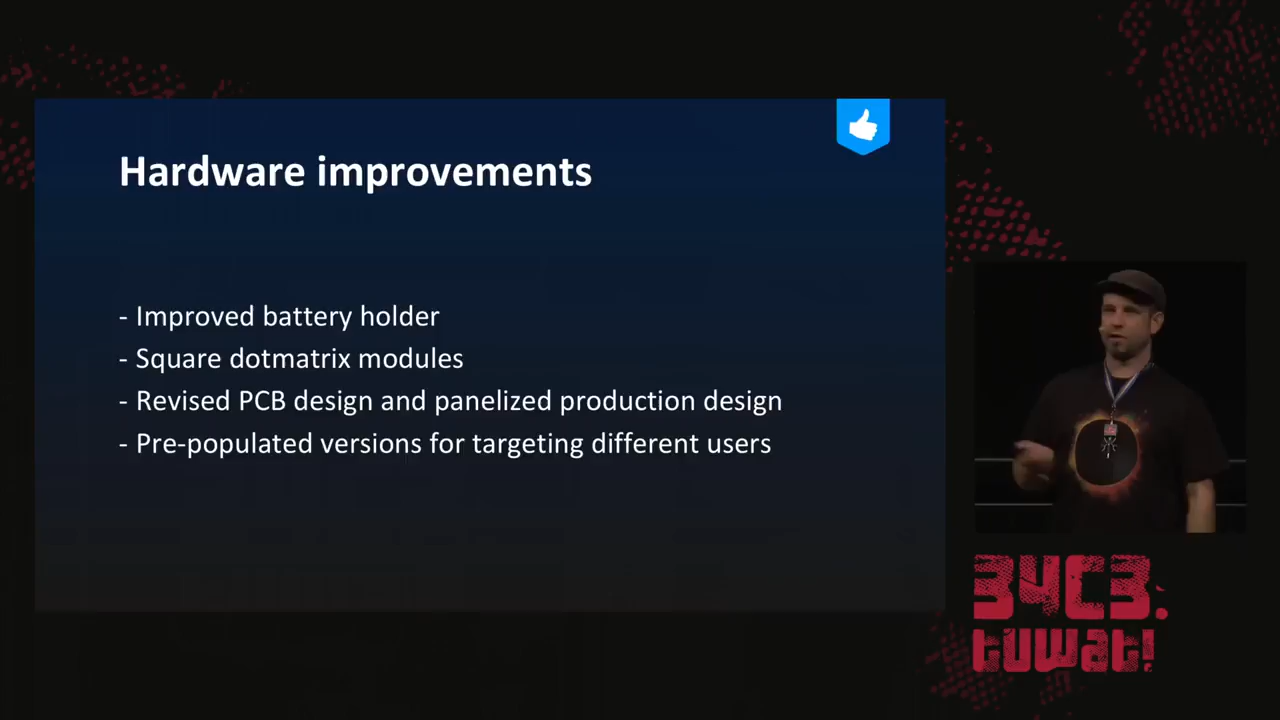 Hardware improvements
- Improved battery holder
- Square dotmatrix modules
- Revised PCB design and panelized production design
- Pre-populated versions for targeting different users
34C3.
tuwat!